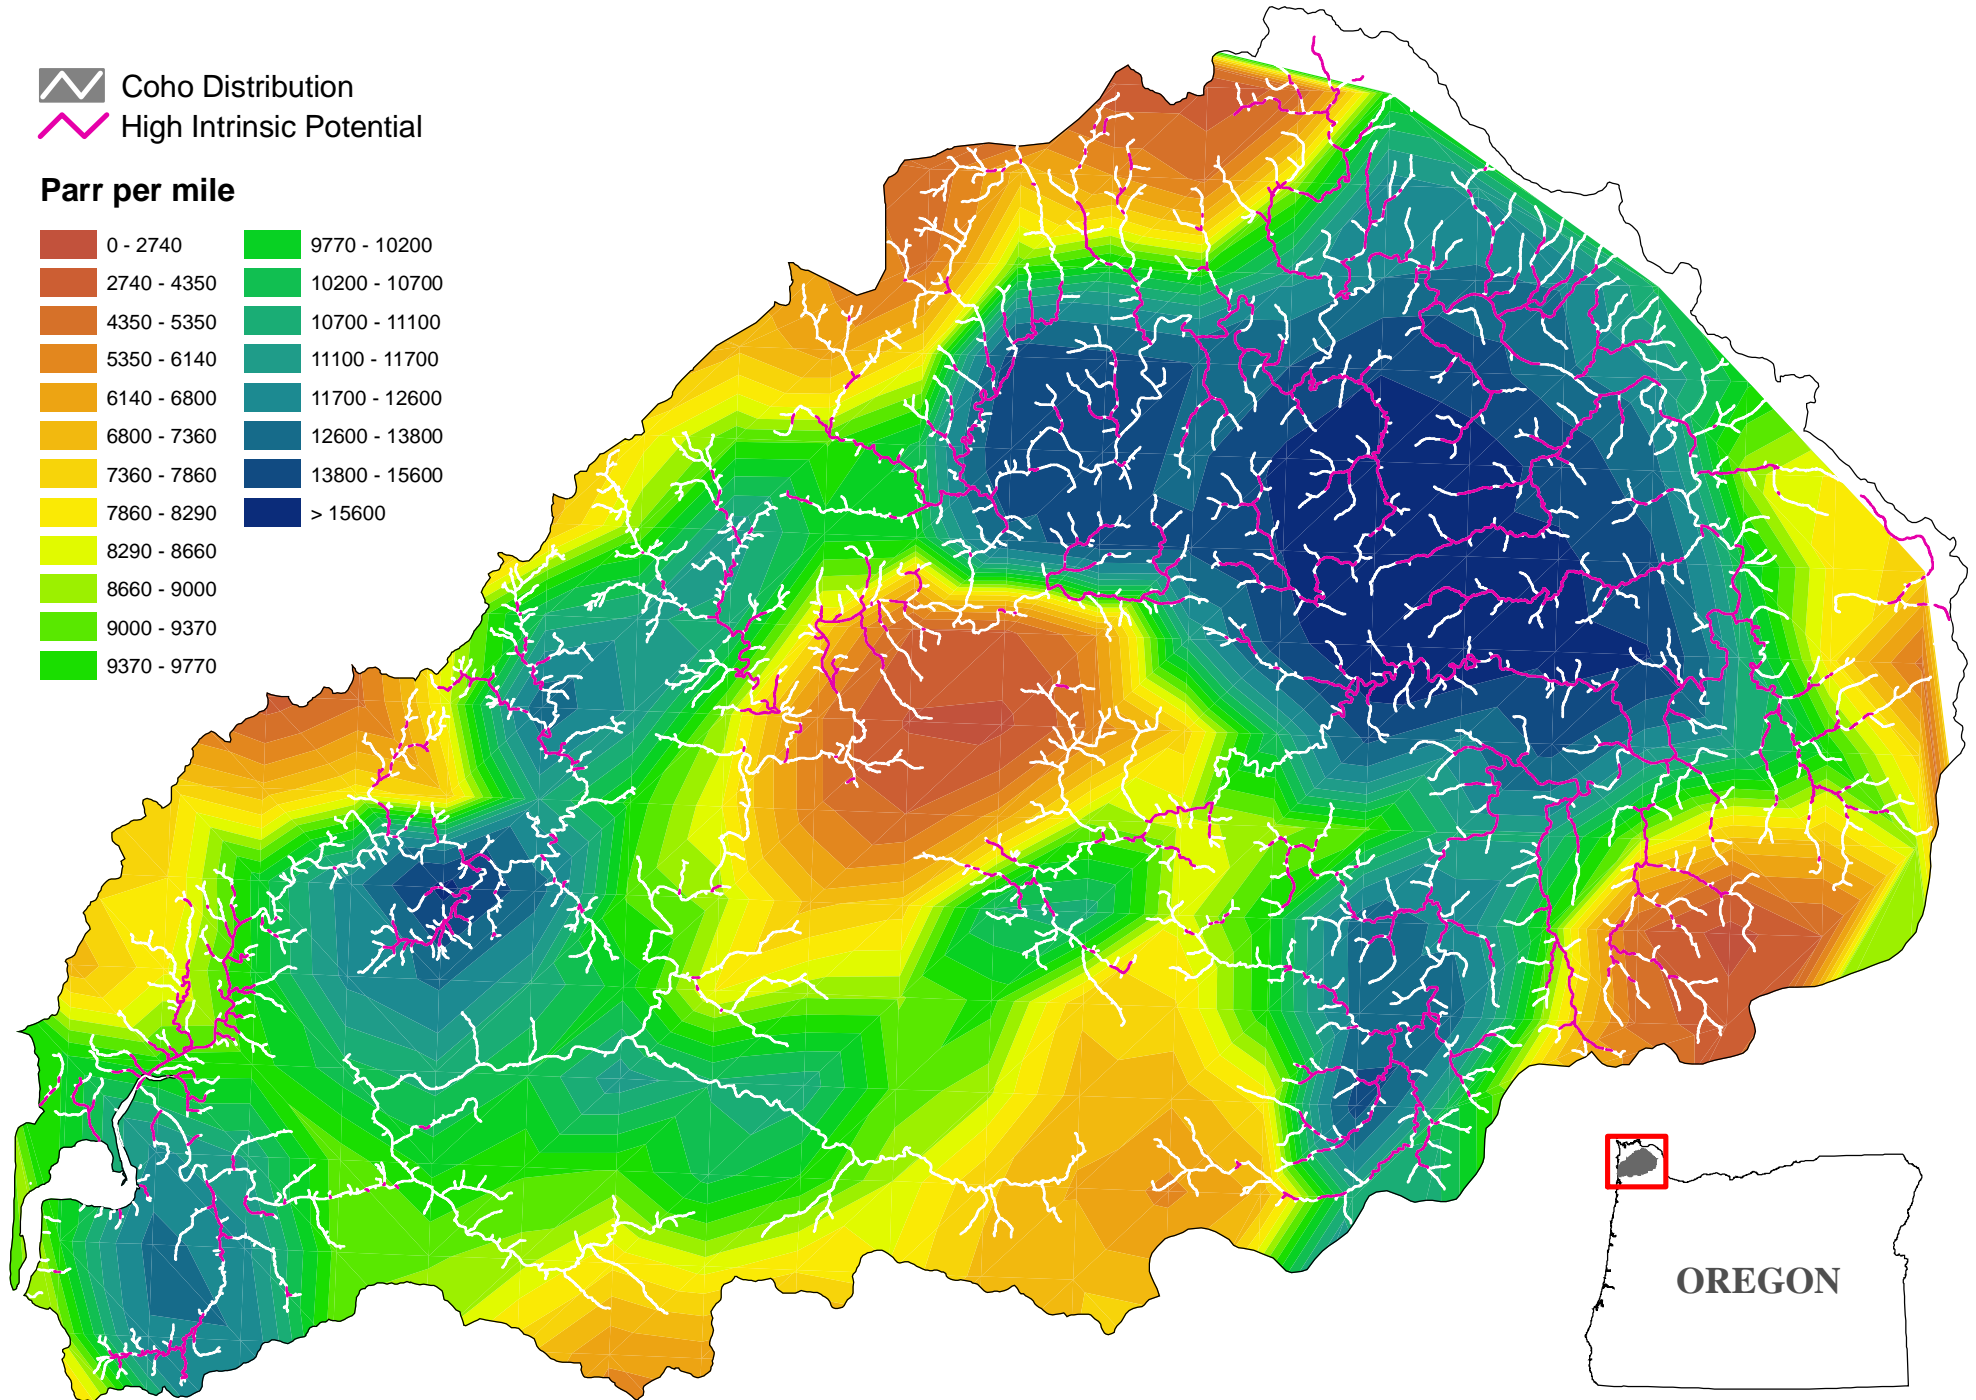 Coho Distribution
High Intrinsic Potential
Parr per mile
0 - 2740
2740 - 4350
4350 - 5350
5350 - 6140
6140 - 6800
6800 - 7360
7360 - 7860
7860 - 8290
8290 - 8660
8660 - 9000
9000 - 9370
9370 - 9770
9770 - 10200
10200 - 10700
10700 - 11100
11100 - 11700
11700 - 12600
12600 - 13800
13800 - 15600
> 15600
OREGON